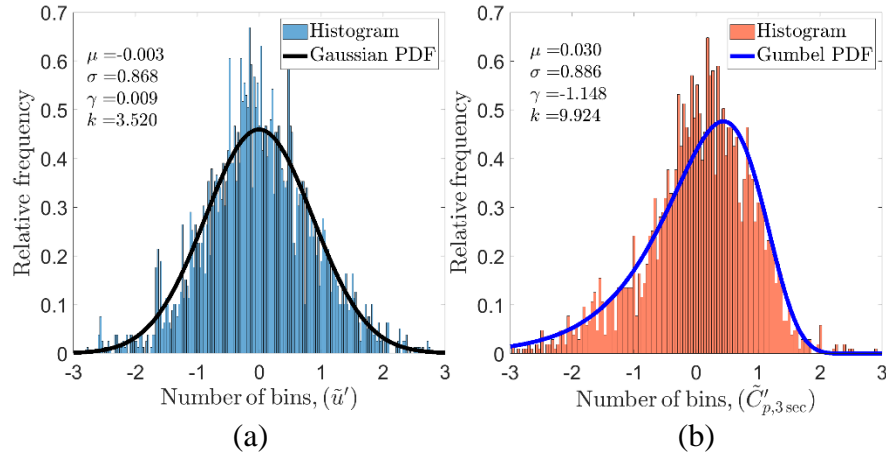 0.7
0.6
0.5
0.4
0.3
0.2
0.1
0
Relative frequency
μ =-0.003
σ =0.868
γ =0.009
k =3.520
Histogram
Gaussian PDF
-3 -2 -1 0 1 2 3
Number of bins, (ũ′)
(a)
0.7
0.6
0.5
0.4
0.3
0.2
0.1
0
Relative frequency
μ =0.030
σ =0.886
γ =-1.148
k =9.924
Histogram
Gumbel PDF
-3 -2 -1 0 1 2 3
Number of bins, (C̃′p,3 sec)
(b)